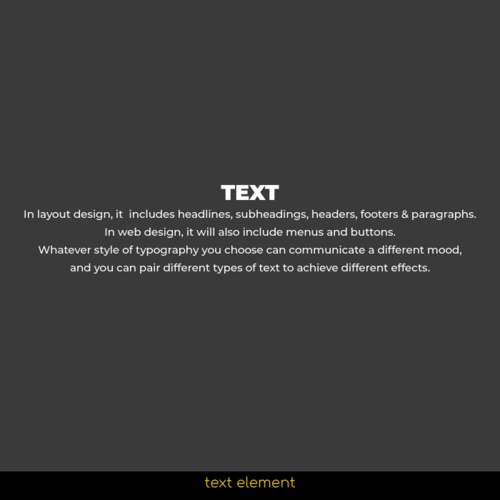 TEXT
In layout design, it  includes headlines, subheadings, headers, footers & paragraphs.
In web design, it will also include menus and buttons.
Whatever style of typography you choose can communicate a different mood,
and you can pair different types of text to achieve different effects.
text element